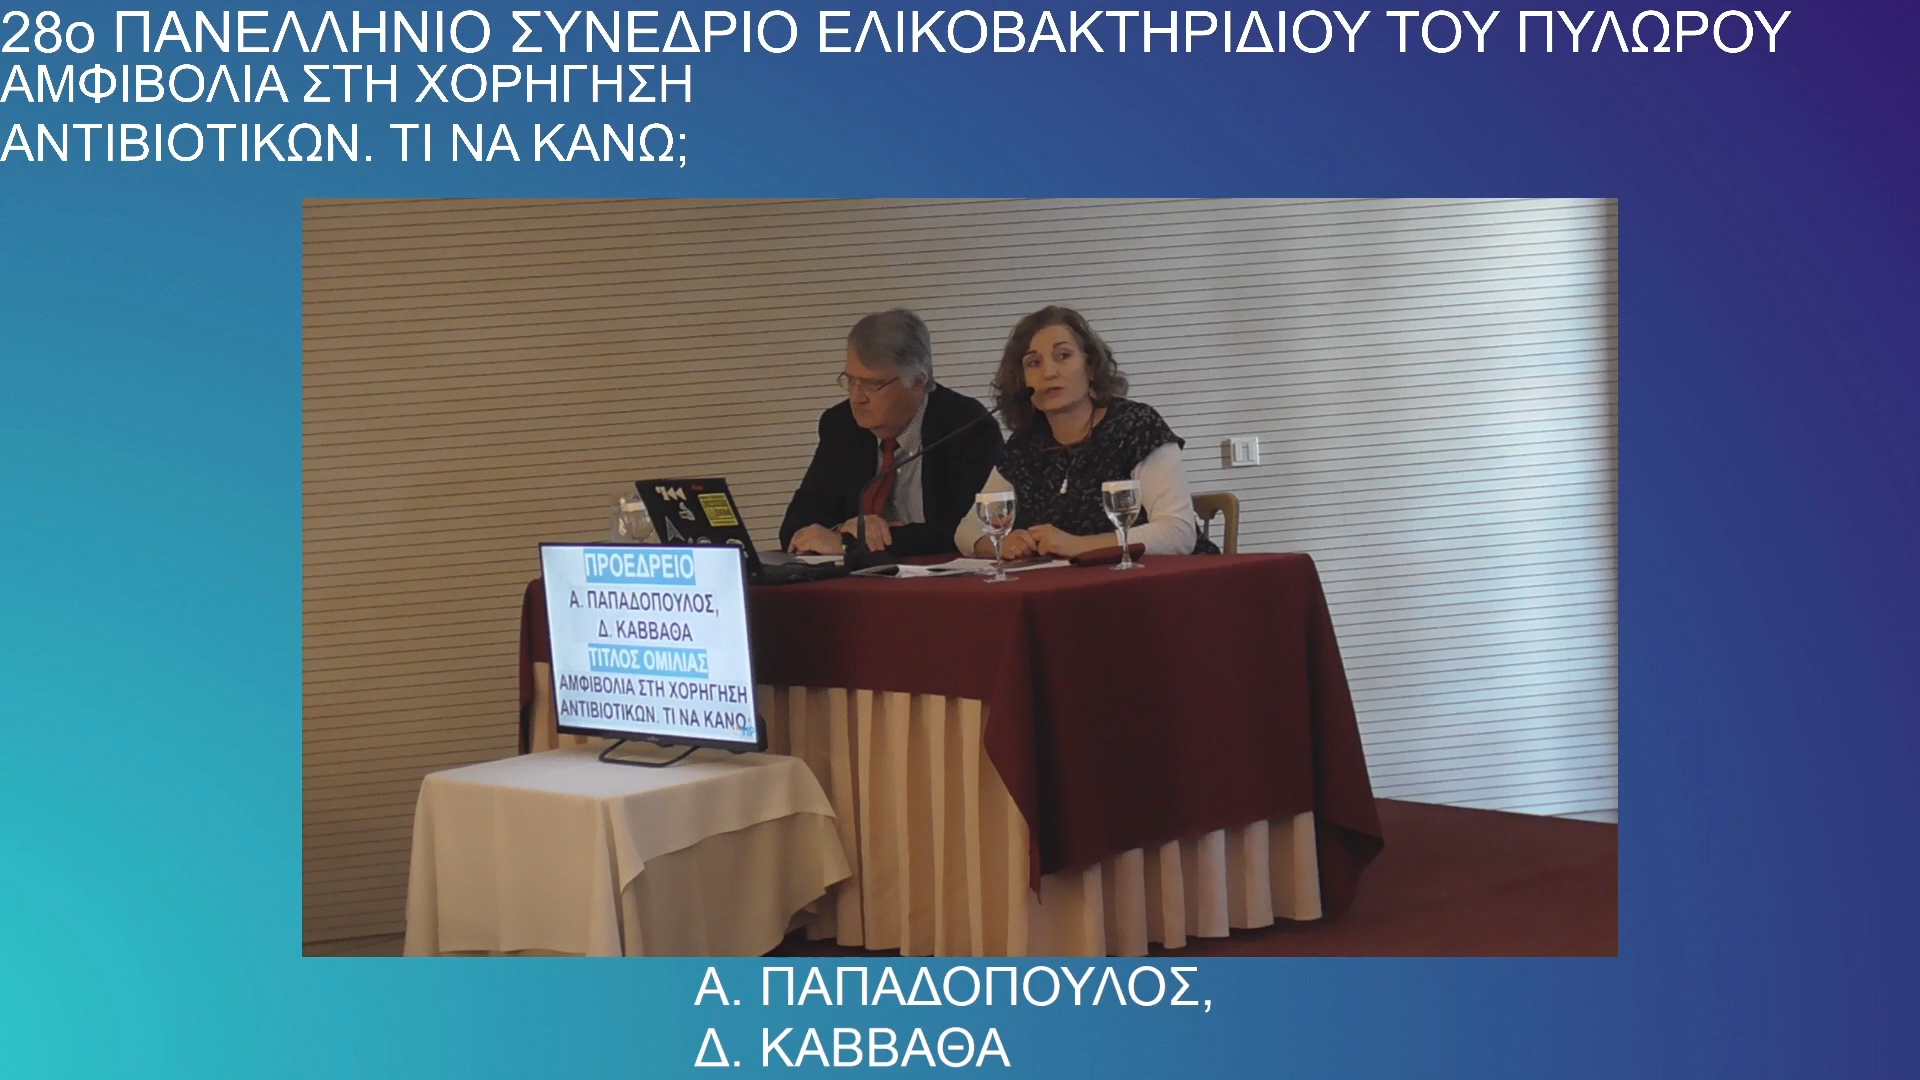 28ο ΠΑΝΕΛΛΗΝΙΟ ΣΥΝΕΔΡΙΟ ΕΛΙΚΟΒΑΚΤΗΡΙΔΙΟΥ ΤΟΥ ΠΥΛΩΡΟΥ
ΑΜΦΙΒΟΛΙΑ ΣΤΗ ΧΟΡΗΓΗΣΗ
ΑΝΤΙΒΙΟΤΙΚΩΝ. ΤΙ ΝΑ ΚΑΝΩ;
ΠΡΟΕΔΡΕΙΟ
Α. ΠΑΠΑΔΟΠΟΥΛΟΣ,
Δ. ΚΑΒΒΑΘΑ
ΤΙΤΛΟΣ ΟΜΙΛΙΑΣ
ΑΜΦΙΒΟΛΙΑ ΣΤΗ ΧΟΡΗΓΗΣΗ
ΑΝΤΙΒΙΟΤΙΚΩΝ. ΤΙ ΝΑ ΚΑΝΩ;
Α. ΠΑΠΑΔΟΠΟΥΛΟΣ,
Δ. ΚΑΒΒΑΘΑ